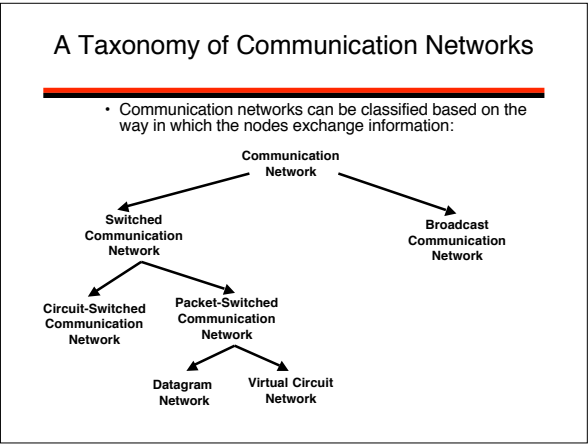 A Taxonomy of Communication Networks
• Communication networks can be classified based on the
way in which the nodes exchange information:
Communication
Network
Switched
Communication
Network
Broadcast
Communication
Network
Circuit-Switched
Communication
Network
Packet-Switched
Communication
Network
Datagram
Network
Virtual Circuit
Network